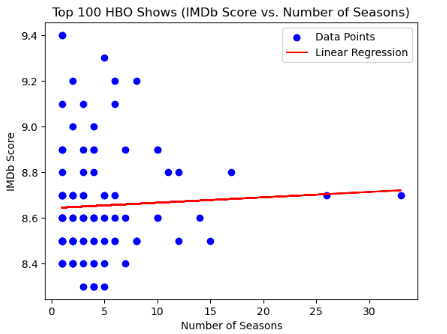 Top 100 HBO Shows (IMDb Score vs. Number of Seasons)
Data Points
Linear Regression
IMDb Score
9.4
9.2
9.0
8.8
8.6
8.4
0 5 10 15 20 25 30
Number of Seasons